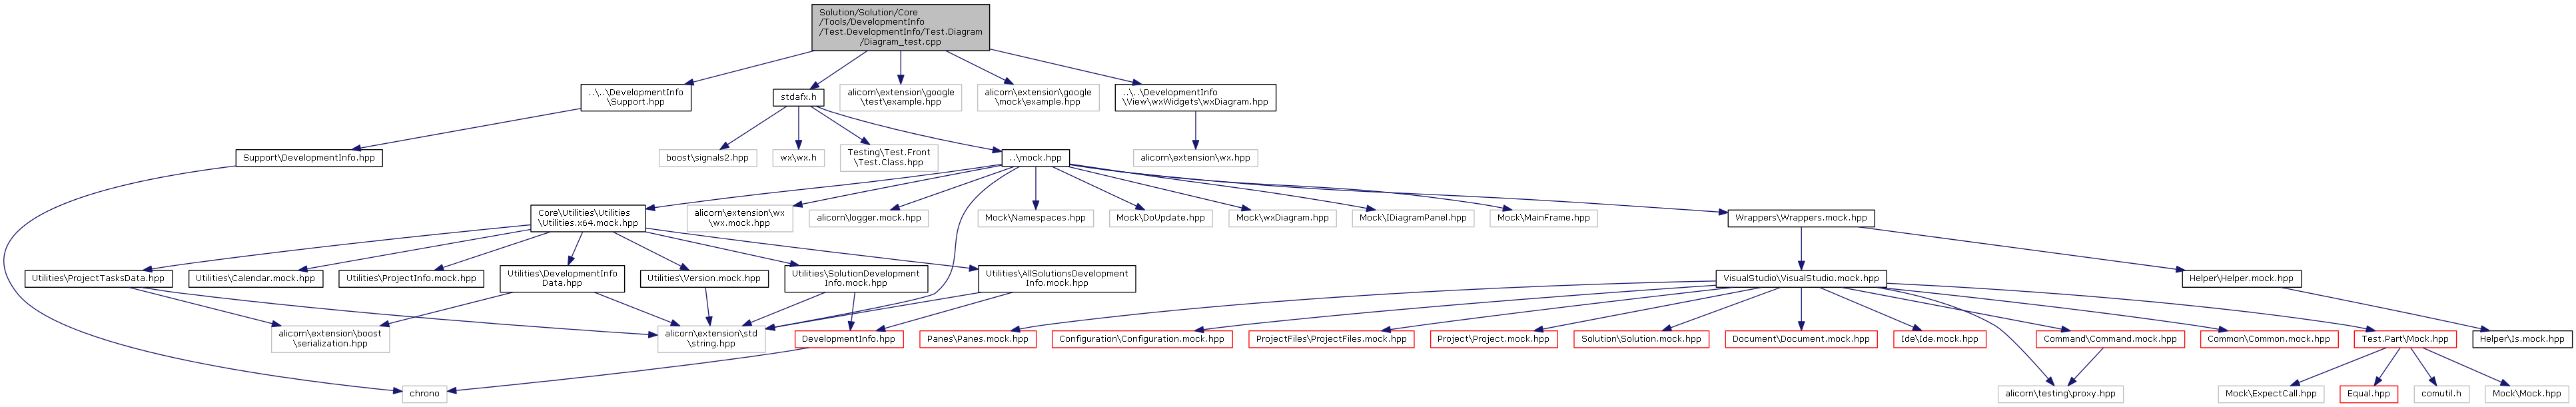 Solution/Solution/Core
/Tools/DevelopmentInfo
/Test.DevelopmentInfo/Test.Diagram
/Diagram_test.cpp
..\..\DevelopmentInfo
\Support.hpp
stdafx.h
alicorn\extension\google
\test\example.hpp
alicorn\extension\google
\mock\example.hpp
..\..\DevelopmentInfo
\View\wxWidgets\wxDiagram.hpp
Support\DevelopmentInfo.hpp
boost\signals2.hpp
wx\wx.h
Testing\Test.Front
\Test.Class.hpp
..\mock.hpp
alicorn\extension\wx.hpp
Core\Utilities\Utilities
\Utilities.x64.mock.hpp
alicorn\extension\wx
\wx.mock.hpp
alicorn\logger.mock.hpp
Mock\Namespaces.hpp
Mock\DoUpdate.hpp
Mock\wxDiagram.hpp
Mock\IDiagramPanel.hpp
Mock\MainFrame.hpp
Wrappers\Wrappers.mock.hpp
Utilities\ProjectTasksData.hpp
Utilities\Calendar.mock.hpp
Utilities\ProjectInfo.mock.hpp
Utilities\DevelopmentInfo
Data.hpp
Utilities\Version.mock.hpp
Utilities\SolutionDevelopment
Info.mock.hpp
Utilities\AllSolutionsDevelopment
Info.mock.hpp
VisualStudio\VisualStudio.mock.hpp
Helper\Helper.mock.hpp
alicorn\extension\boost
\serialization.hpp
alicorn\extension\std
\string.hpp
DevelopmentInfo.hpp
Panes\Panes.mock.hpp
Configuration\Configuration.mock.hpp
ProjectFiles\ProjectFiles.mock.hpp
Project\Project.mock.hpp
Solution\Solution.mock.hpp
Document\Document.mock.hpp
Ide\Ide.mock.hpp
Command\Command.mock.hpp
Common\Common.mock.hpp
Test.Part\Mock.hpp
Helper\Is.mock.hpp
chrono
alicorn\testing\proxy.hpp
Mock\ExpectCall.hpp
Equal.hpp
comutil.h
Mock\Mock.hpp